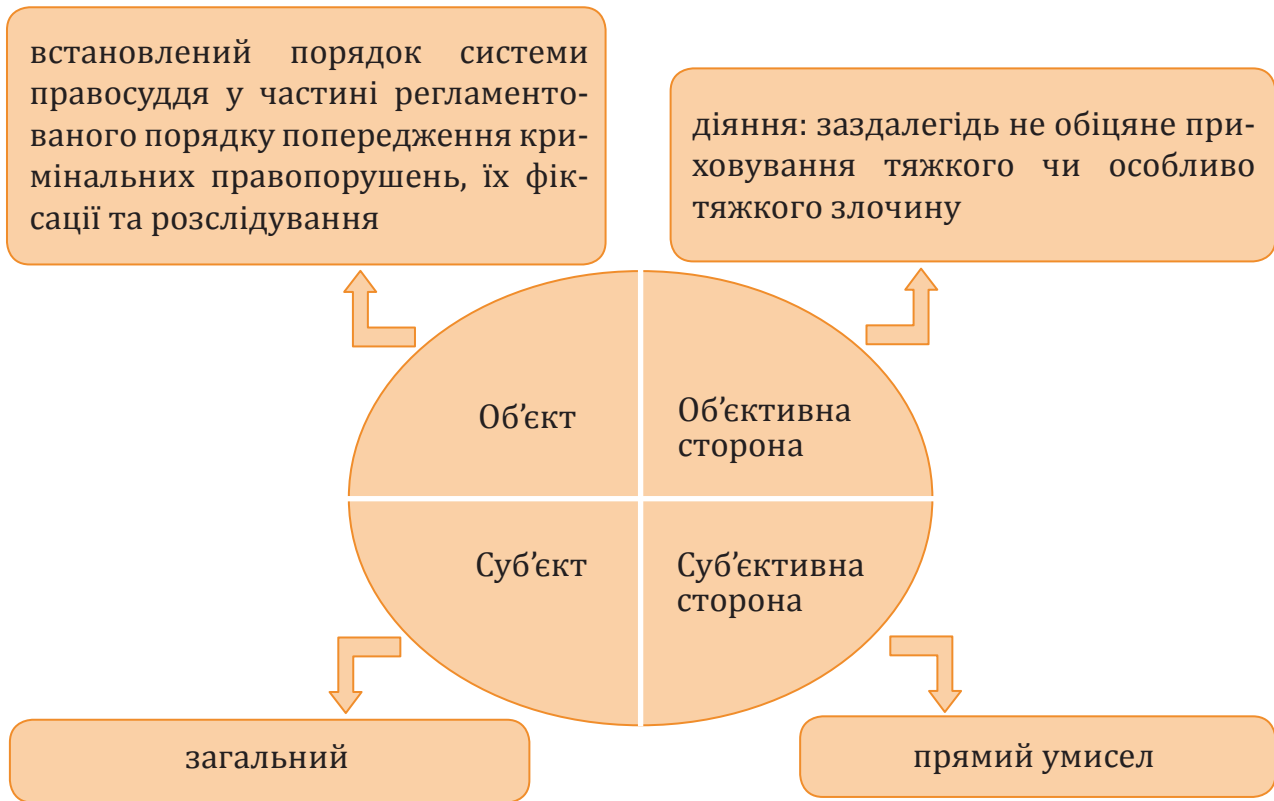 встановлений порядок системи
правосуддя у частині регламенто-
ваного порядку попередження кри-
мінальних правопорушень, їх фік-
сації та розслідування
діяння: заздалегідь не обіцяне при-
ховування тяжкого чи особливо
тяжкого злочину
Об’єкт
Об’єктивна
сторона
Суб’єкт
Суб’єктивна
сторона
загальний
прямий умисел